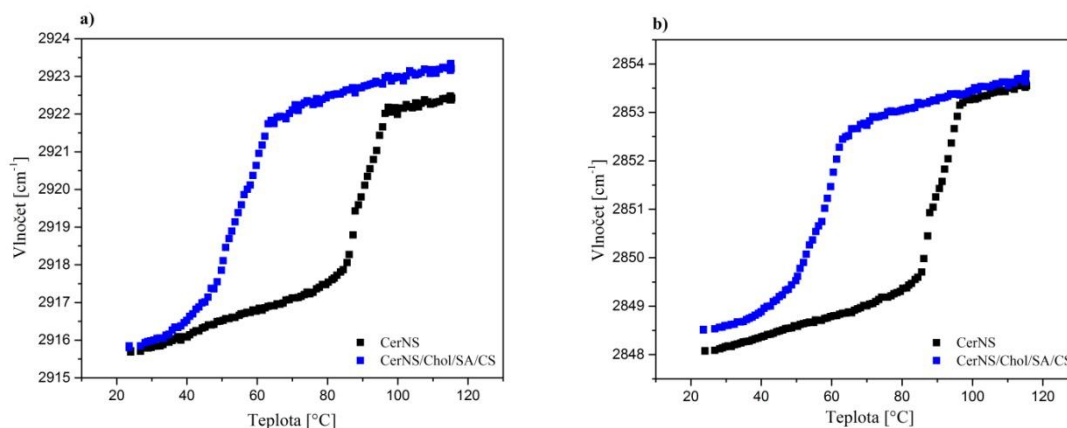 a)
2924
2923
2922
2921
2920
2919
2918
2917
2916
2915
Vlnočet [cm-1]
20
40
60
80
100
120
Teplota [°C]
CerNS
CerNS/Chol/SA/CS
b)
2854
2853
2852
2851
2850
2849
2848
Vlnočet [cm-1]
20
40
60
80
100
120
Teplota [°C]
CerNS
CerNS/Chol/SA/CS